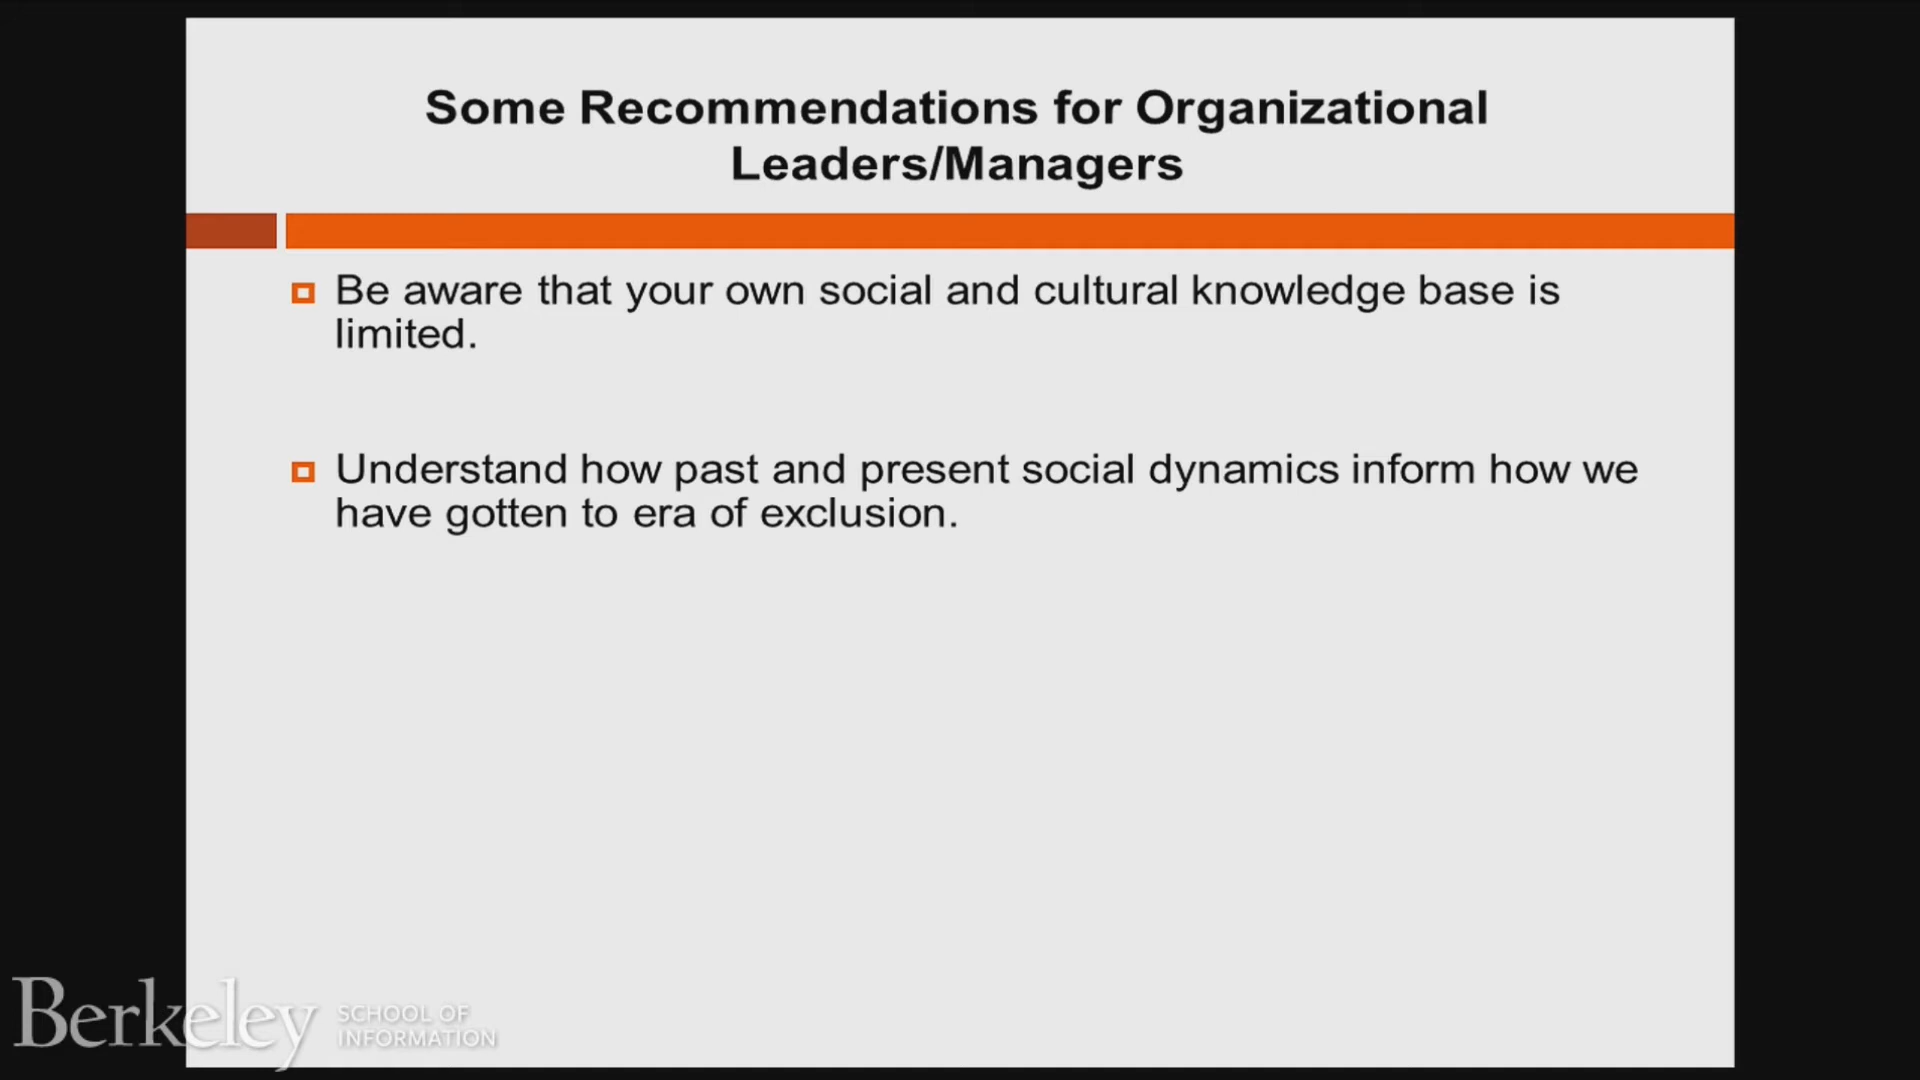 Some Recommendations for Organizational
Leaders/Managers
Be aware that your own social and cultural knowledge base is
limited.
Understand how past and present social dynamics inform how we
have gotten to era of exclusion.
Berkeley SCHOOL OF
INFORMATION